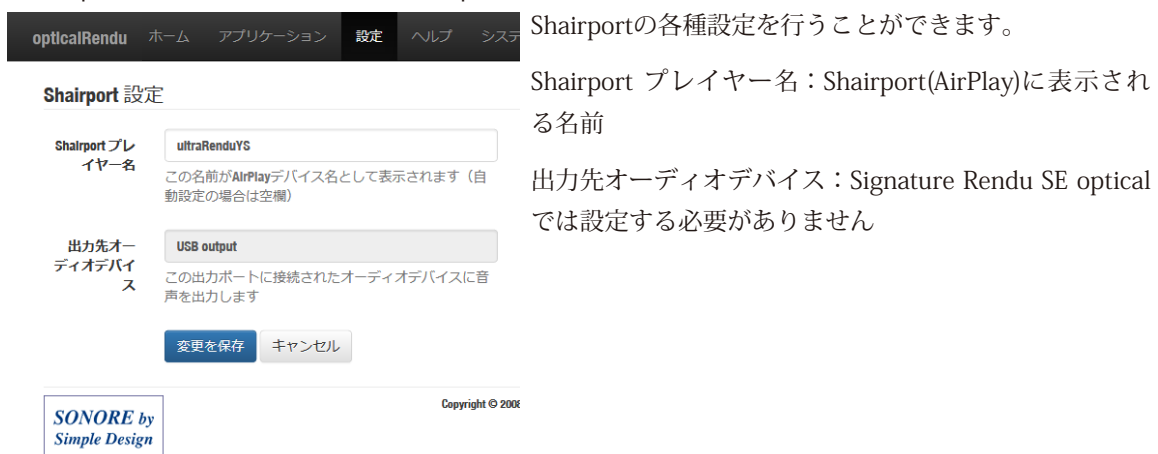 opticalRendu ホーム アプリケーション 設定 ヘルプ システ
Shairport 設定
Shairport プレ
イヤー名
ultraRenduYS
この名前がAirPlayデバイス名として表示されます（自
動設定の場合は空欄）
出力先オー
ディオデバイ
ス
USB output
この出力ポートに接続されたオーディオデバイスに音
声を出力します
変更を保存 キャンセル
Copyright © 2008
SONORE by
Simple Design
Shairportの各種設定を行うことができます。
Shairport プレイヤー名：Shairport(AirPlay)に表示され
る名前
出力先オーディオデバイス：Signature Rendu SE optical
では設定する必要がありません